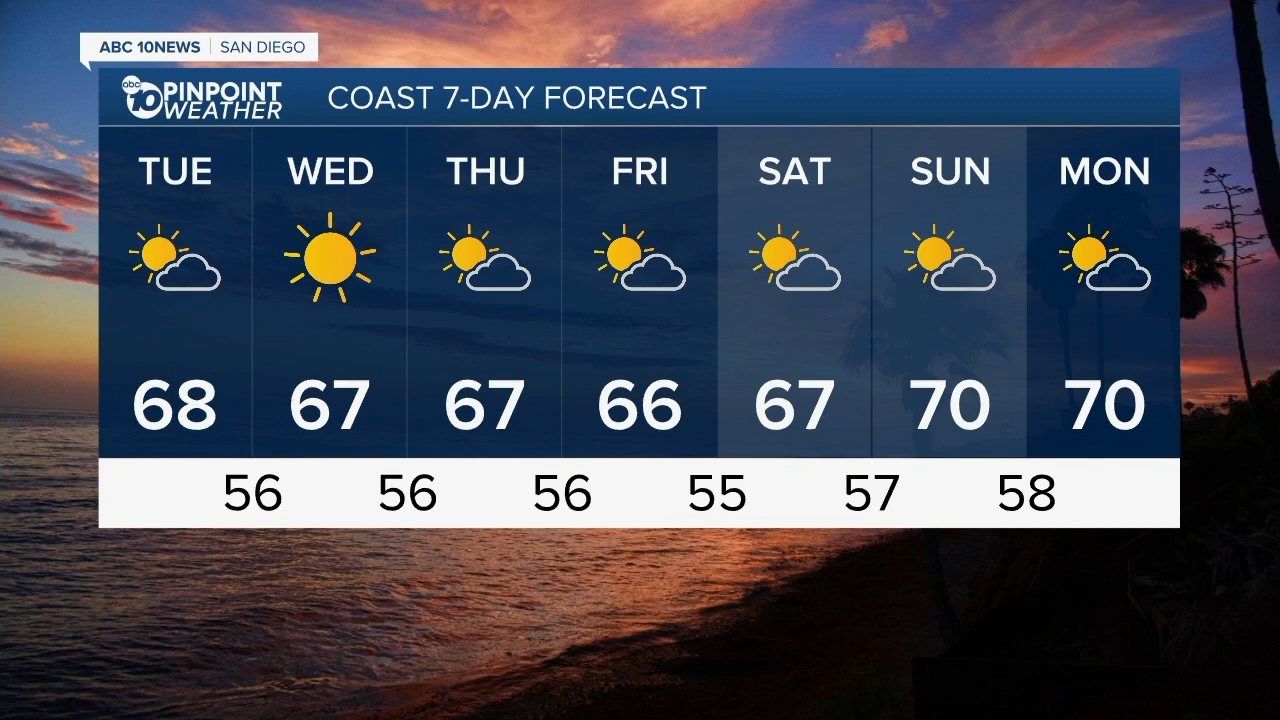 ABC 10NEWS | SAN DIEGO
abc 10 PINPOINT WEATHER
COAST 7-DAY FORECAST
TUE WED THU FRI SAT SUN MON
68 67 67 66 67 70 70
56 56 56 55 57 58